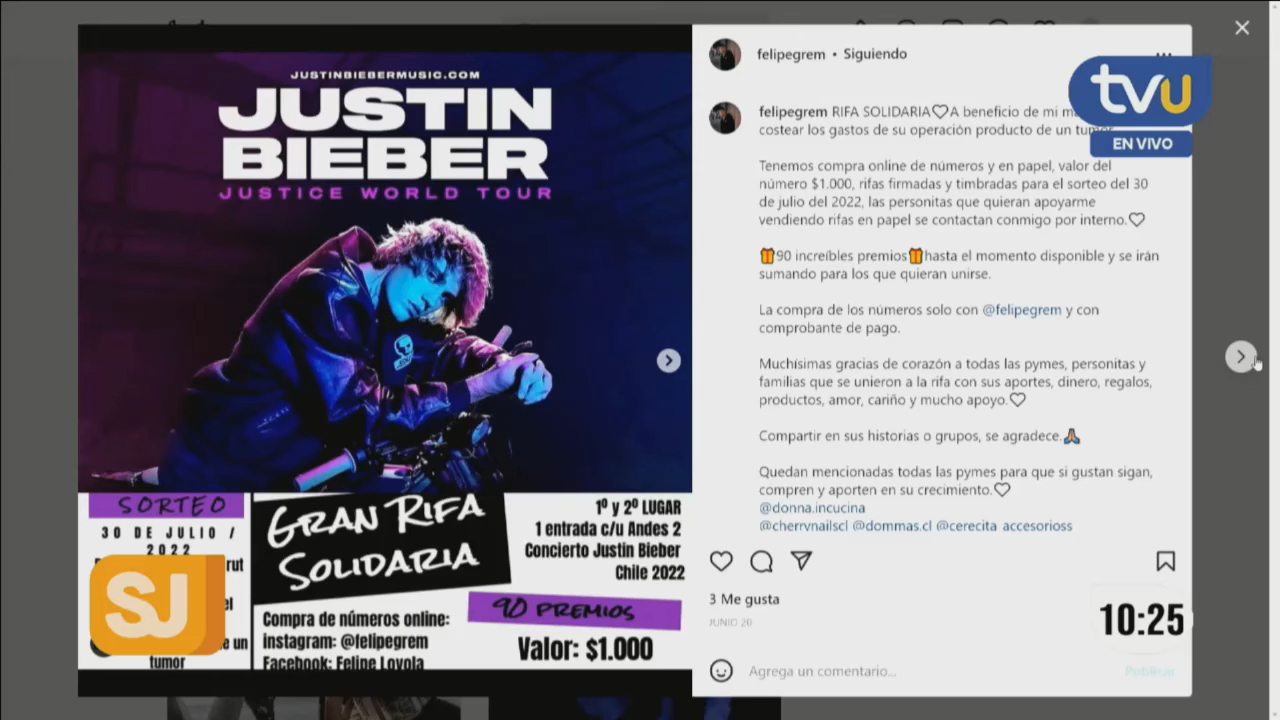 JUSTINBIEBERMUSIC.COM
JUSTIN
BIEBER
JUSTICE WORLD TOUR
SORTEO
30 DE JULIO /
2022
rut
el
e un
tumor
GRAN RIFA
SOLIDARIA
Compra de números online:
instagram: @felipegrem
Facebook: Felipe Loyola
1º y 2º LUGAR
1 entrada c/u Andes 2
Concierto Justin Bieber
Chile 2022
90 PREMIOS
Valor: $1.000
SJ
felipegrem • Siguiendo
felipegrem RIFA SOLIDARIA♡A beneficio de mi
costear los gastos de su operación producto de un tumor
Tenemos compra online de números y en papel, valor del
número $1.000, rifas firmadas y timbradas para el sorteo del 30
de julio del 2022, las personitas que quieran apoyarme
vendiendo rifas en papel se contactan conmigo por interno.♡
🎁90 increíbles premios🎁hasta el momento disponible y se irán
sumando para los que quieran unirse.
La compra de los números solo con @felipegrem y con
comprobante de pago.
Muchísimas gracias de corazón a todas las pymes, personitas y
familias que se unieron a la rifa con sus aportes, dinero, regalos,
productos, amor, cariño y mucho apoyo.♡
Compartir en sus historias o grupos, se agradece.🙏
Quedan mencionadas todas las pymes para que si gustan sigan,
compren y aporten en su crecimiento.♡
@donna.incucina
@cherrynailscl @dommas.cl @cerecita_accesorioss
3 Me gusta
JUNIO 20
Agrega un comentario...
Publicar
tvu
EN VIVO
10:25